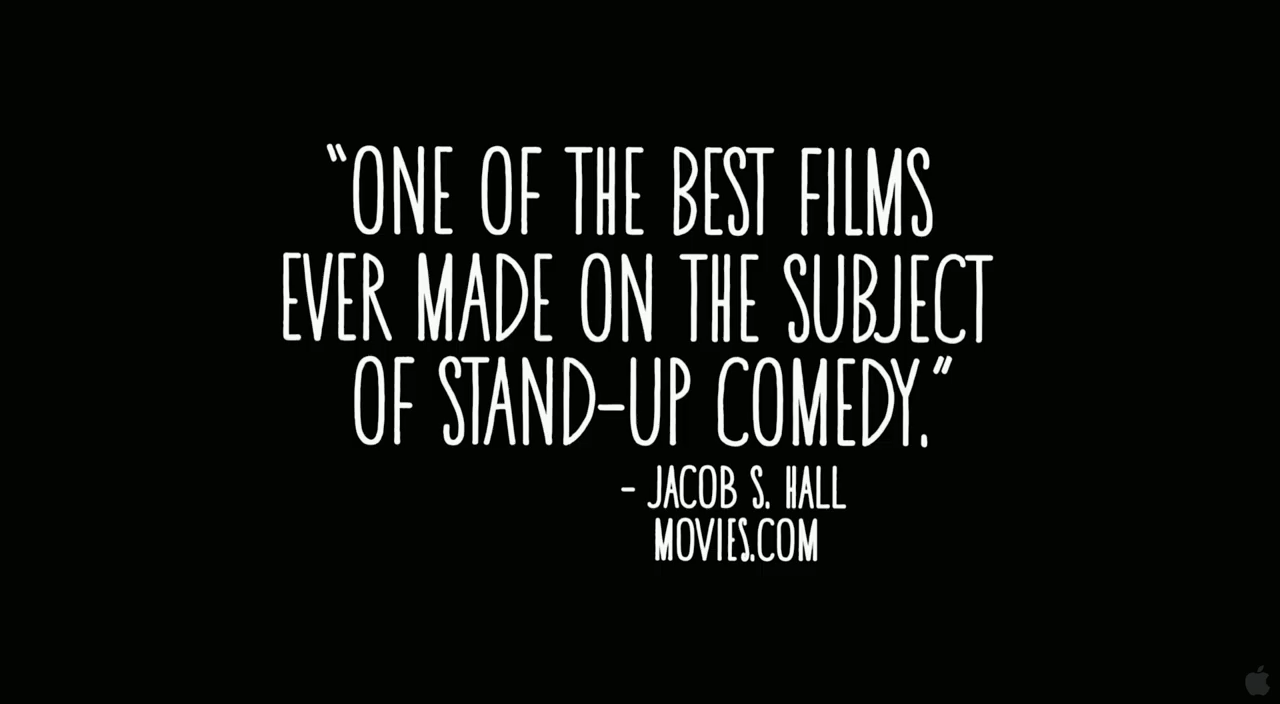 “ONE OF THE BEST FILMS
EVER MADE ON THE SUBJECT
OF STAND-UP COMEDY.”
- JACOB S. HALL
MOVIES.COM